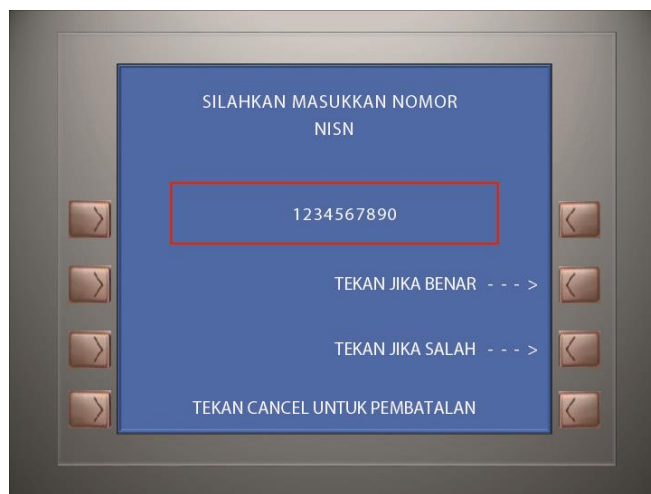 SILAHKAN MASUKKAN NOMOR
NISN
1234567890
TEKAN JIKA BENAR - - - >
TEKAN JIKA SALAH - - - >
TEKAN CANCEL UNTUK PEMBATALAN